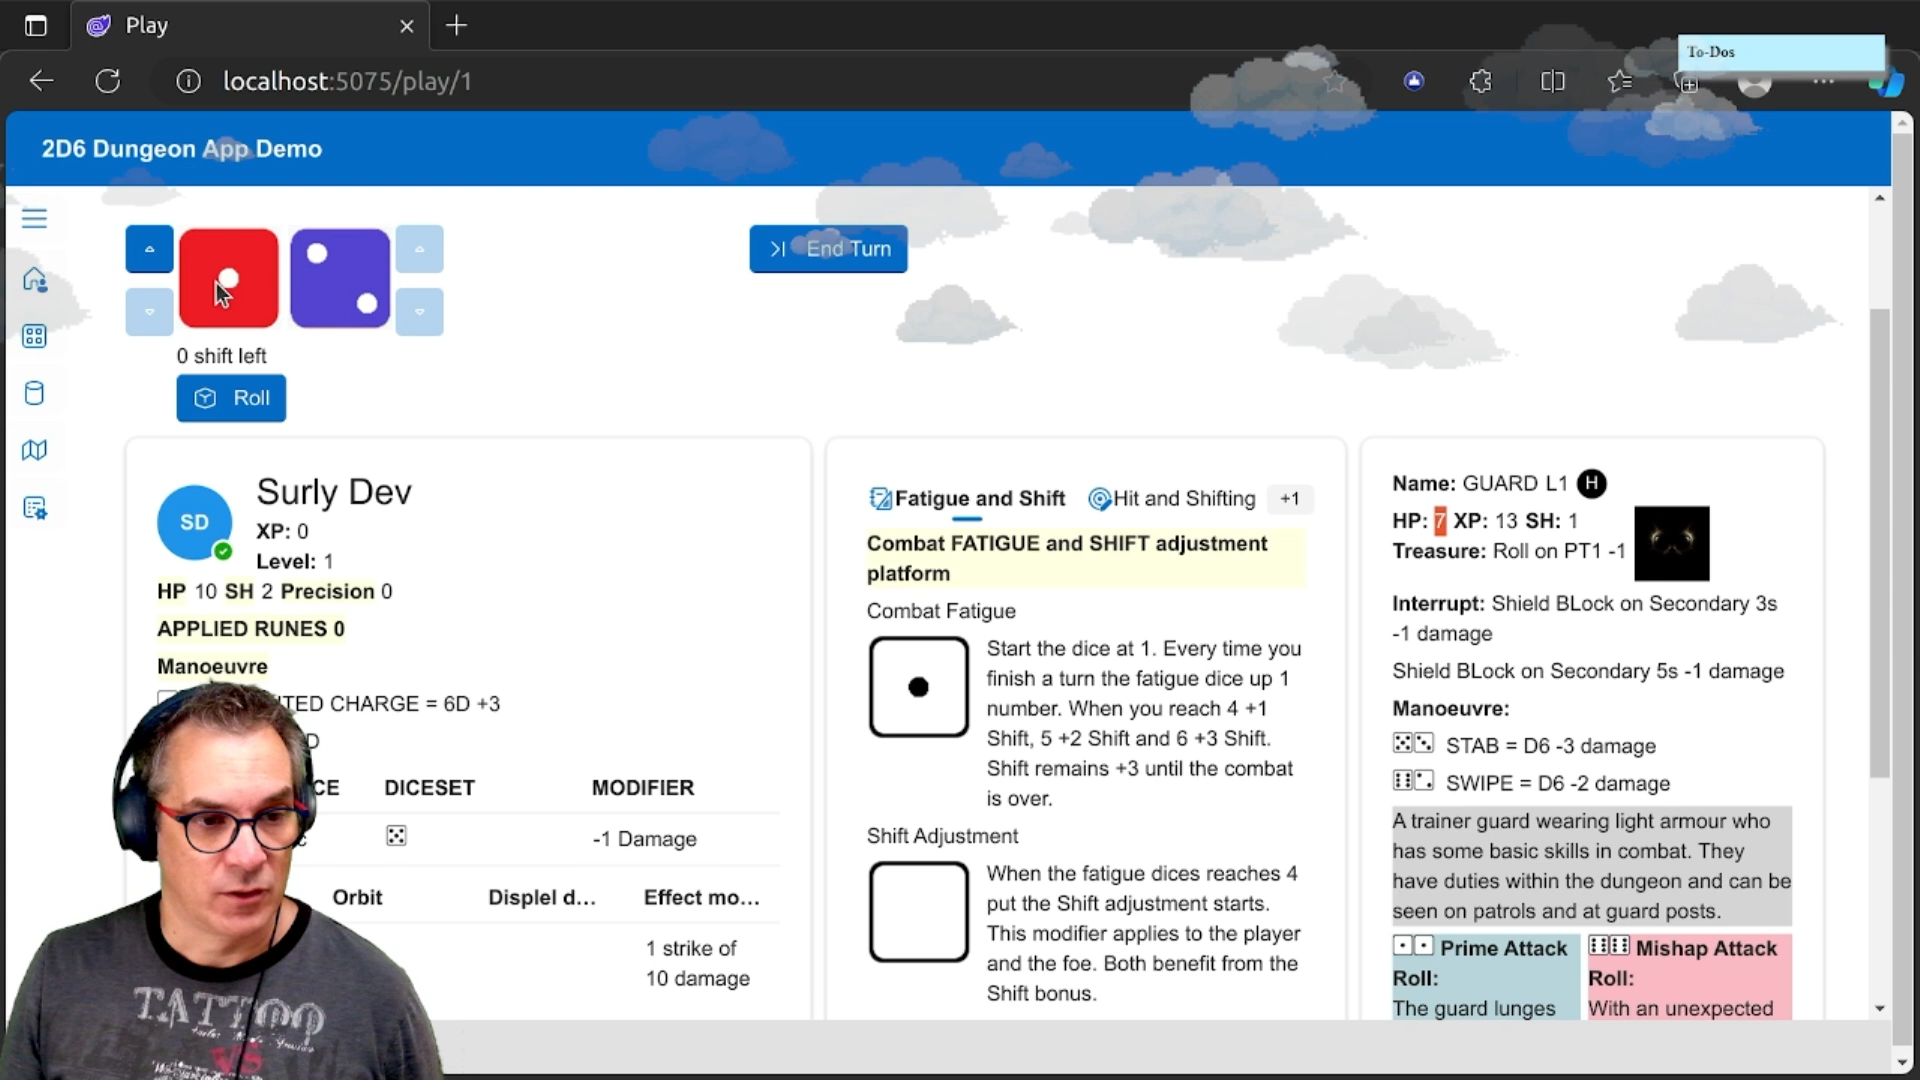 Play
To-Dos
localhost:5075/play/1
2D6 Dungeon App Demo
End Turn
0 shift left
Roll
SD
Surly Dev
XP: 0
Level: 1
HP 10 SH 2 Precision 0
APPLIED RUNES 0
Manoeuvre
CHARGE = 6D +3
DICESET MODIFIER
-1 Damage
Orbit Displel d... Effect mo...
1 strike of
10 damage
Fatigue and Shift Hit and Shifting +1
Combat FATIGUE and SHIFT adjustment
platform
Combat Fatigue
Start the dice at 1. Every time you
finish a turn the fatigue dice up 1
number. When you reach 4 +1
Shift, 5 +2 Shift and 6 +3 Shift.
Shift remains +3 until the combat
is over.
Shift Adjustment
When the fatigue dices reaches 4
put the Shift adjustment starts.
This modifier applies to the player
and the foe. Both benefit from the
Shift bonus.
Name: GUARD L1 H
HP: 7 XP: 13 SH: 1
Treasure: Roll on PT1 -1
Interrupt: Shield BLock on Secondary 3s
-1 damage
Shield BLock on Secondary 5s -1 damage
Manoeuvre:
STAB = D6 -3 damage
SWIPE = D6 -2 damage
A trainer guard wearing light armour who
has some basic skills in combat. They
have duties within the dungeon and can be
seen on patrols and at guard posts.
Prime Attack
Roll:
The guard lunges
Mishap Attack
Roll:
With an unexpected
TATTOO
VS